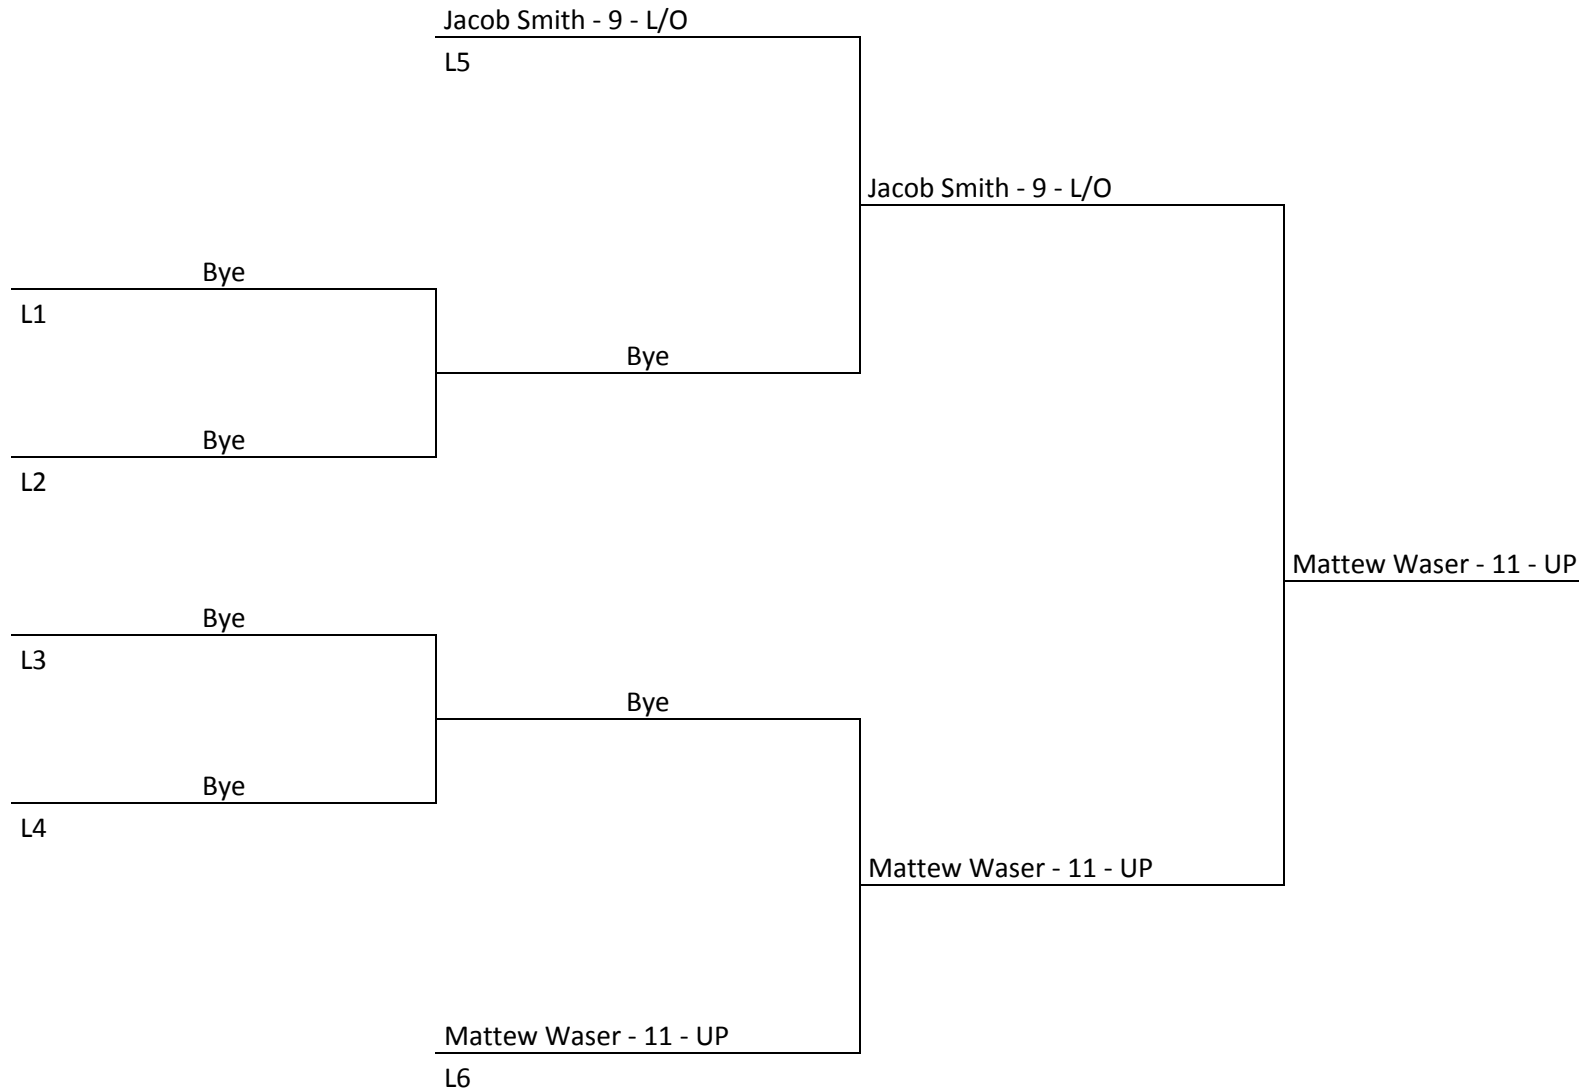 Jacob Smith - 9 - L/O
L5
Jacob Smith - 9 - L/O
Bye
L1
Bye
Bye
L2
Mattew Waser - 11 - UP
Bye
L3
Bye
Bye
L4
Mattew Waser - 11 - UP
Mattew Waser - 11 - UP
L6